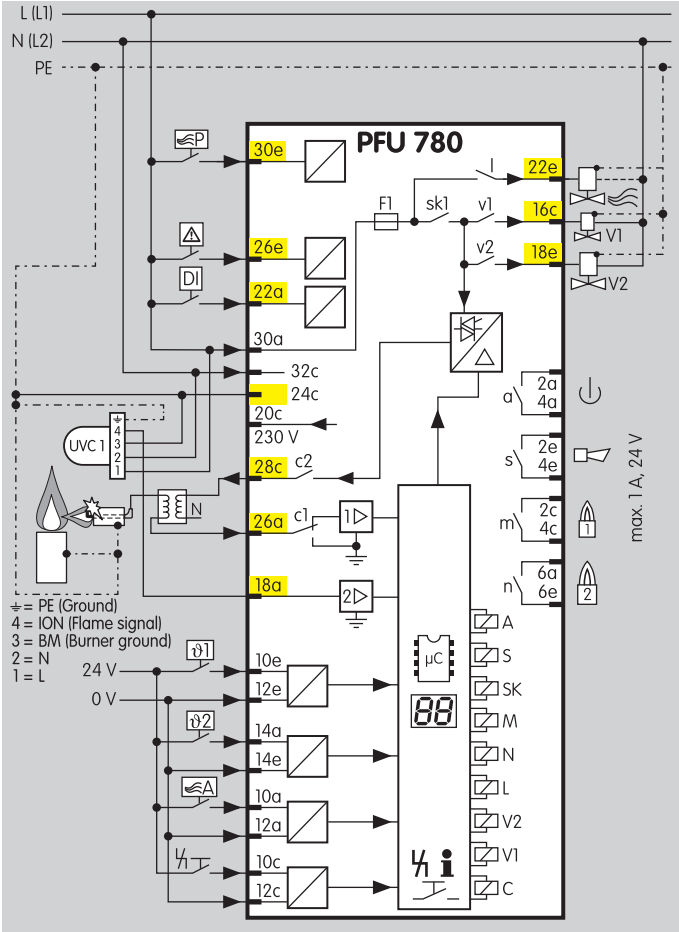 L (L1)
N (L2)
PE
PFU 780
P
30e
l
22e
F1
sk1
v1
16c
V1
26e
v2
18e
V2
DI
22a
30a
32c
24c
20c
230 V
a
2a
4a
4
3
2
1
UVC 1
28c
c2
s
2e
4e
max. 1 A, 24 V
N
26a
c1
1
m
2c
4c
1
18a
2
n
6a
6e
2
= PE (Ground)
4 = ION (Flame signal)
3 = BM (Burner ground)
2 = N
1 = L
24 V
0 V
ϑ1
10e
12e
µC
88
A
S
SK
M
N
L
V2
V1
C
ϑ2
14a
14e
A
10a
12a
10c
12c
i